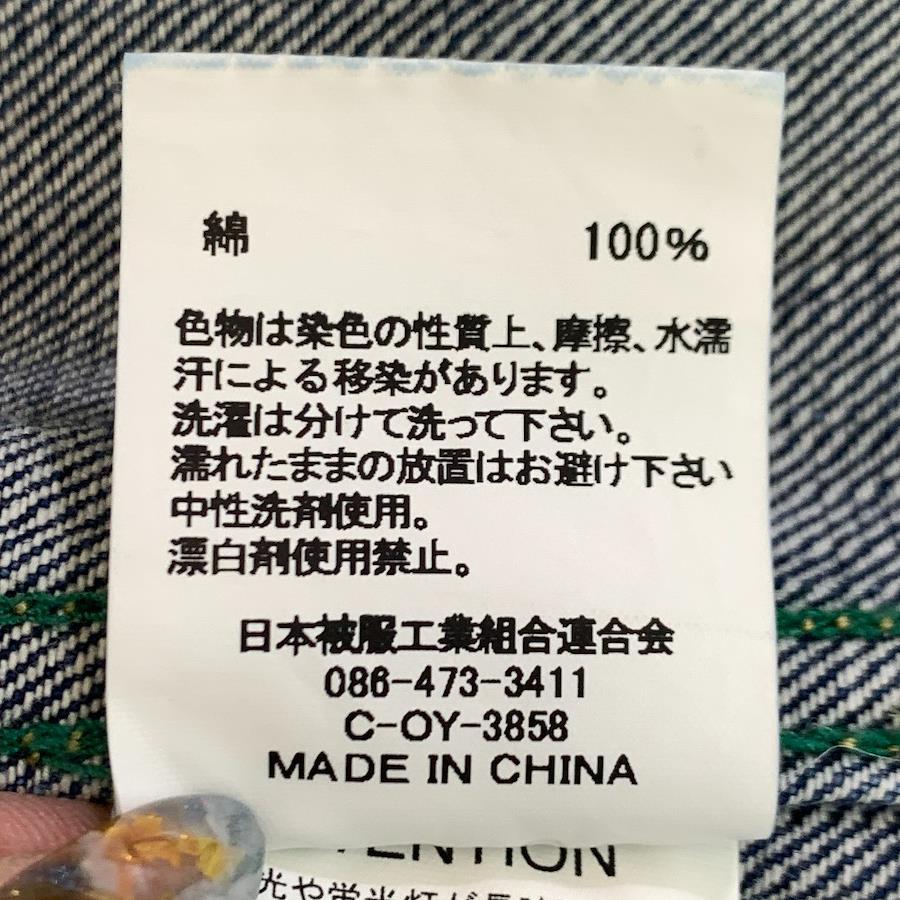 綿 100%
色物は染色の性質上、摩擦、水濡
汗による移染があります。
洗濯は分けて洗って下さい。
濡れたままの放置はお避け下さい
中性洗剤使用。
漂白剤使用禁止。
日本被服工業組合連合会
086-473-3411
C-OY-3858
MADE IN CHINA